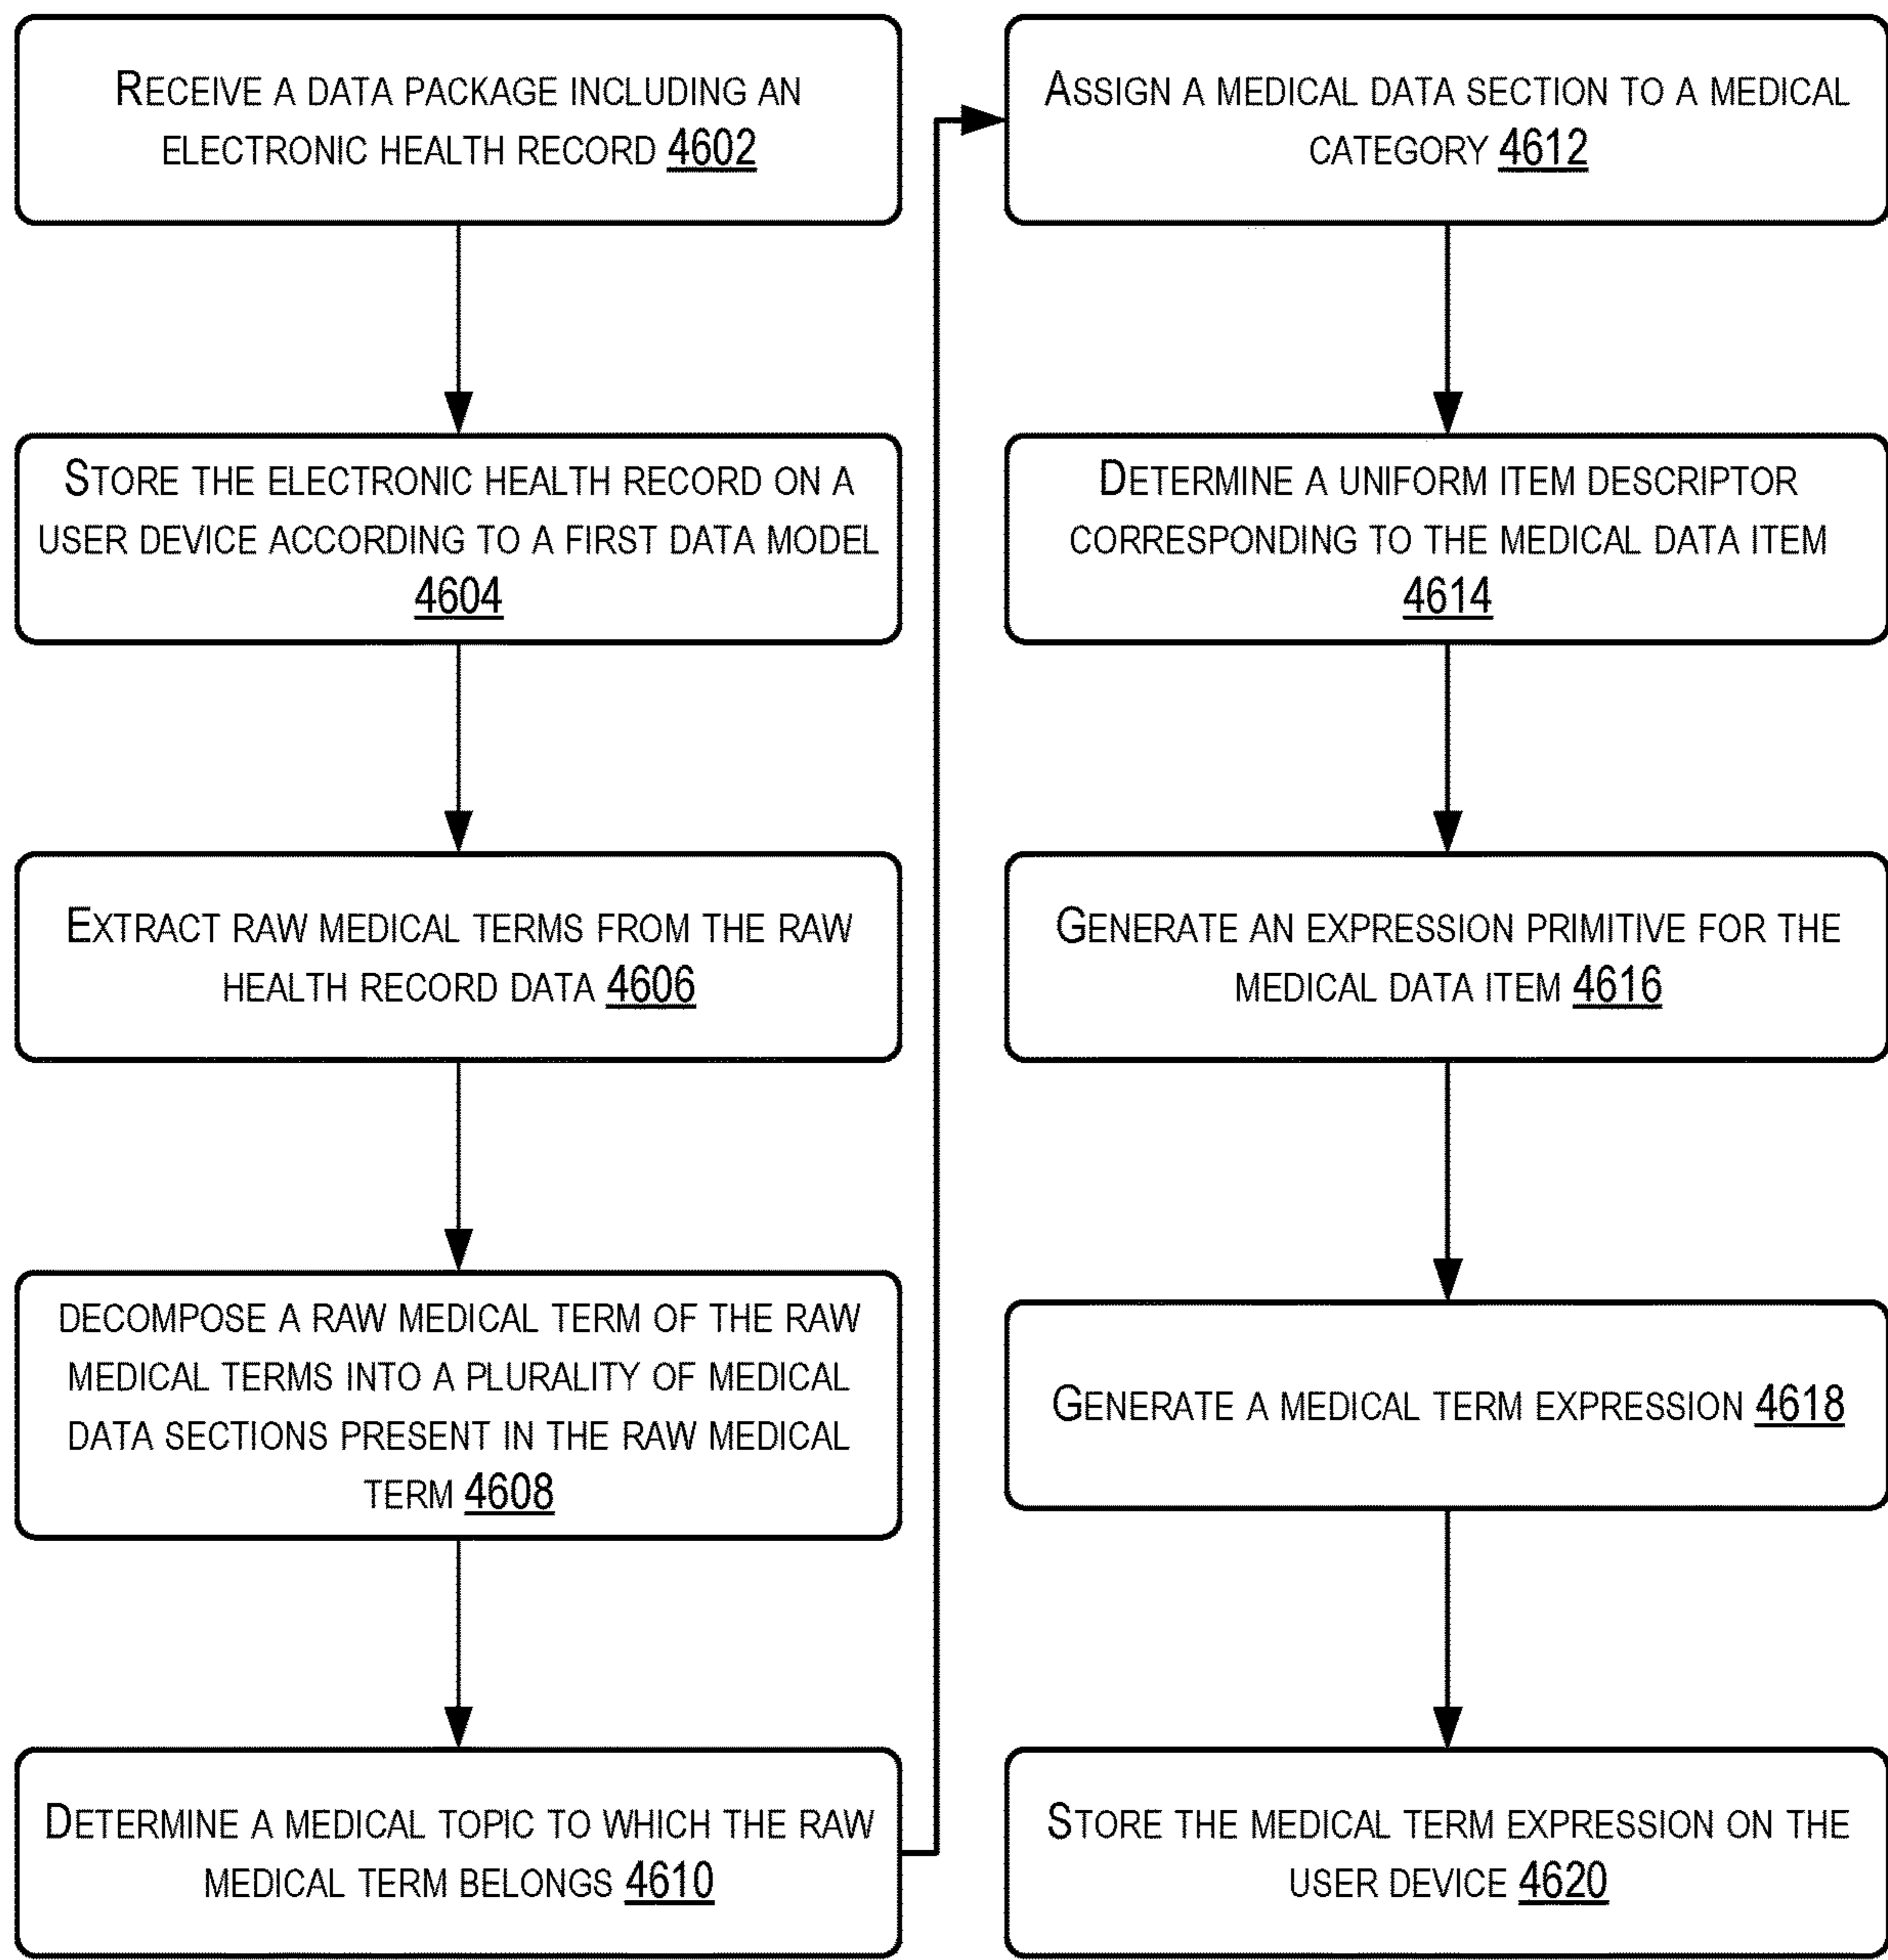 RECEIVE A DATA PACKAGE INCLUDING AN
ELECTRONIC HEALTH RECORD 4602
STORE THE ELECTRONIC HEALTH RECORD ON A
USER DEVICE ACCORDING TO A FIRST DATA MODEL
4604
EXTRACT RAW MEDICAL TERMS FROM THE RAW
HEALTH RECORD DATA 4606
DECOMPOSE A RAW MEDICAL TERM OF THE RAW
MEDICAL TERMS INTO A PLURALITY OF MEDICAL
DATA SECTIONS PRESENT IN THE RAW MEDICAL
TERM 4608
DETERMINE A MEDICAL TOPIC TO WHICH THE RAW
MEDICAL TERM BELONGS 4610
ASSIGN A MEDICAL DATA SECTION TO A MEDICAL
CATEGORY 4612
DETERMINE A UNIFORM ITEM DESCRIPTOR
CORRESPONDING TO THE MEDICAL DATA ITEM
4614
GENERATE AN EXPRESSION PRIMITIVE FOR THE
MEDICAL DATA ITEM 4616
GENERATE A MEDICAL TERM EXPRESSION 4618
STORE THE MEDICAL TERM EXPRESSION ON THE
USER DEVICE 4620